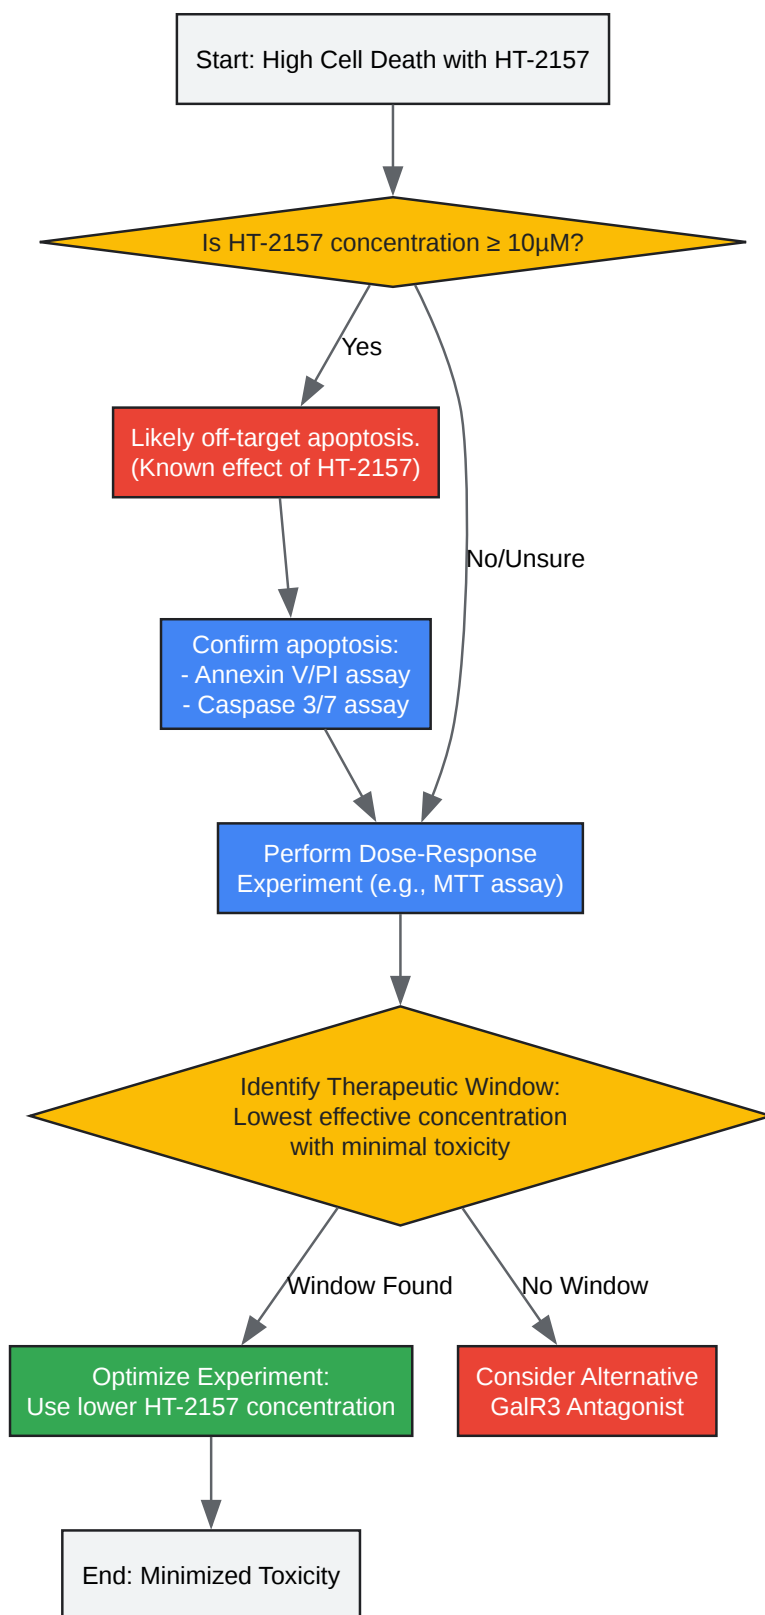 Start: High Cell Death with HT-2157
Is HT-2157 concentration ≥ 10µM?
Yes
Likely off-target apoptosis.
(Known effect of HT-2157)
No/Unsure
Confirm apoptosis:
- Annexin V/PI assay
- Caspase 3/7 assay
Perform Dose-Response
Experiment (e.g., MTT assay)
Identify Therapeutic Window:
Lowest effective concentration
with minimal toxicity
Window Found
No Window
Optimize Experiment:
Use lower HT-2157 concentration
Consider Alternative
GalR3 Antagonist
End: Minimized Toxicity